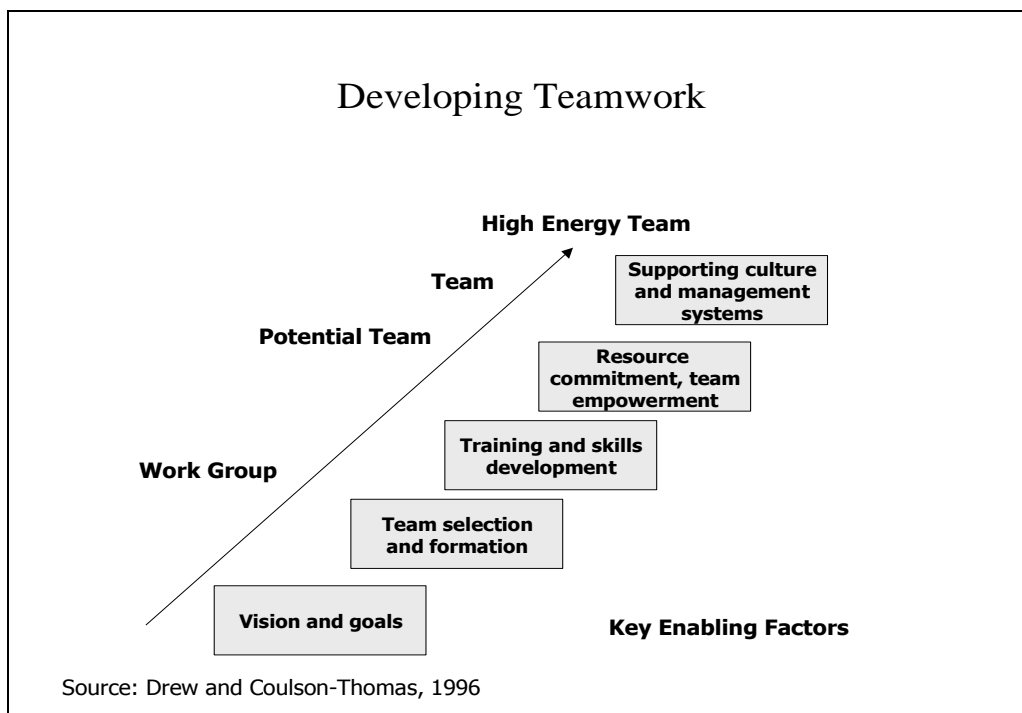 Developing Teamwork
High Energy Team
Team
Potential Team
Work Group
Supporting culture
and management
systems
Resource
commitment, team
empowerment
Training and skills
development
Team selection
and formation
Vision and goals
Key Enabling Factors
Source: Drew and Coulson-Thomas, 1996